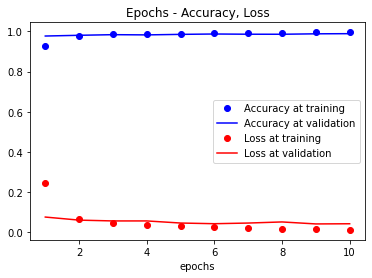 Epochs - Accuracy, Loss
1.0
0.8
0.6
0.4
0.2
0.0
Accuracy at training
Accuracy at validation
Loss at training
Loss at validation
2 4 6 8 10
epochs